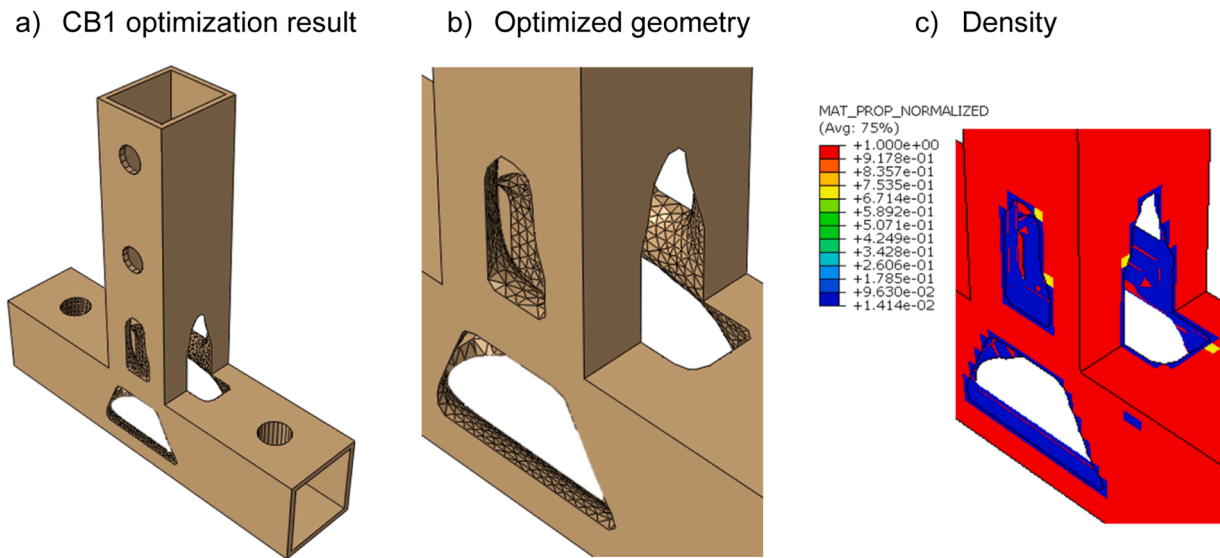 a) CB1 optimization result
b) Optimized geometry
c) Density
MAT_PROP_NORMALIZED
(Avg: 75%)
+1.000e+00
+9.178e-01
+8.357e-01
+7.535e-01
+6.714e-01
+5.892e-01
+5.071e-01
+4.249e-01
+3.428e-01
+2.606e-01
+1.785e-01
+9.630e-02
+1.414e-02